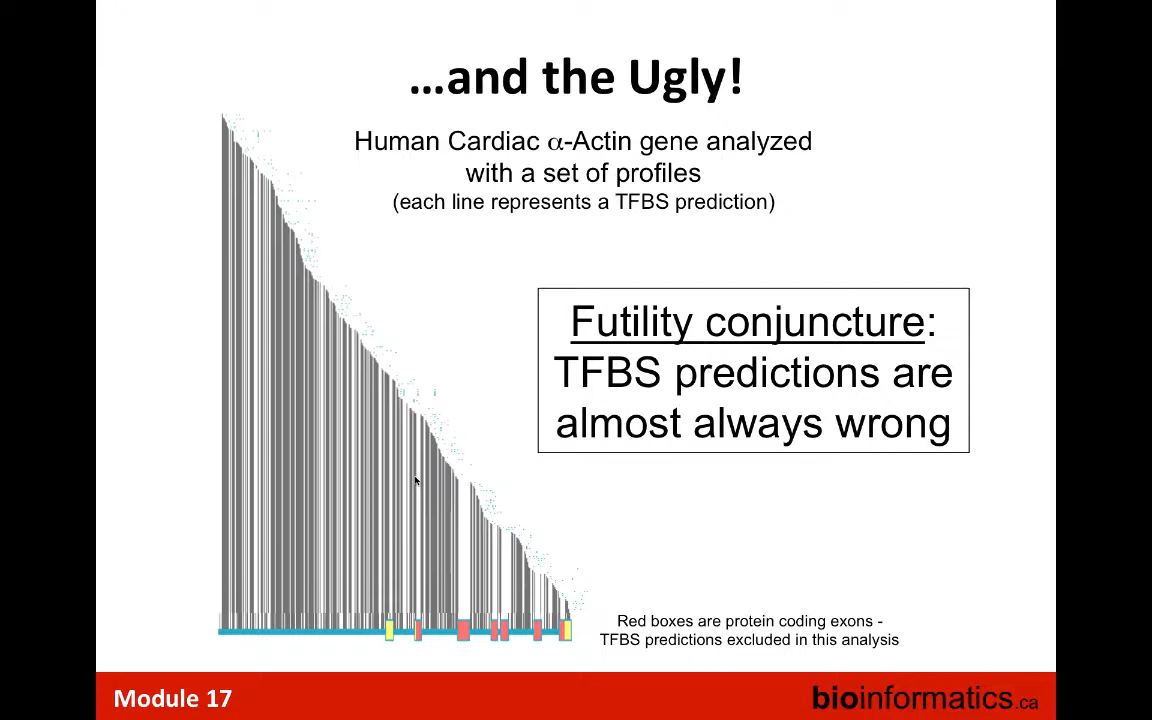 ...and the Ugly!
Human Cardiac α-Actin gene analyzed
with a set of profiles
(each line represents a TFBS prediction)
Futility conjuncture:
TFBS predictions are
almost always wrong
Red boxes are protein coding exons -
TFBS predictions excluded in this analysis
Module 17
bioinformatics.ca